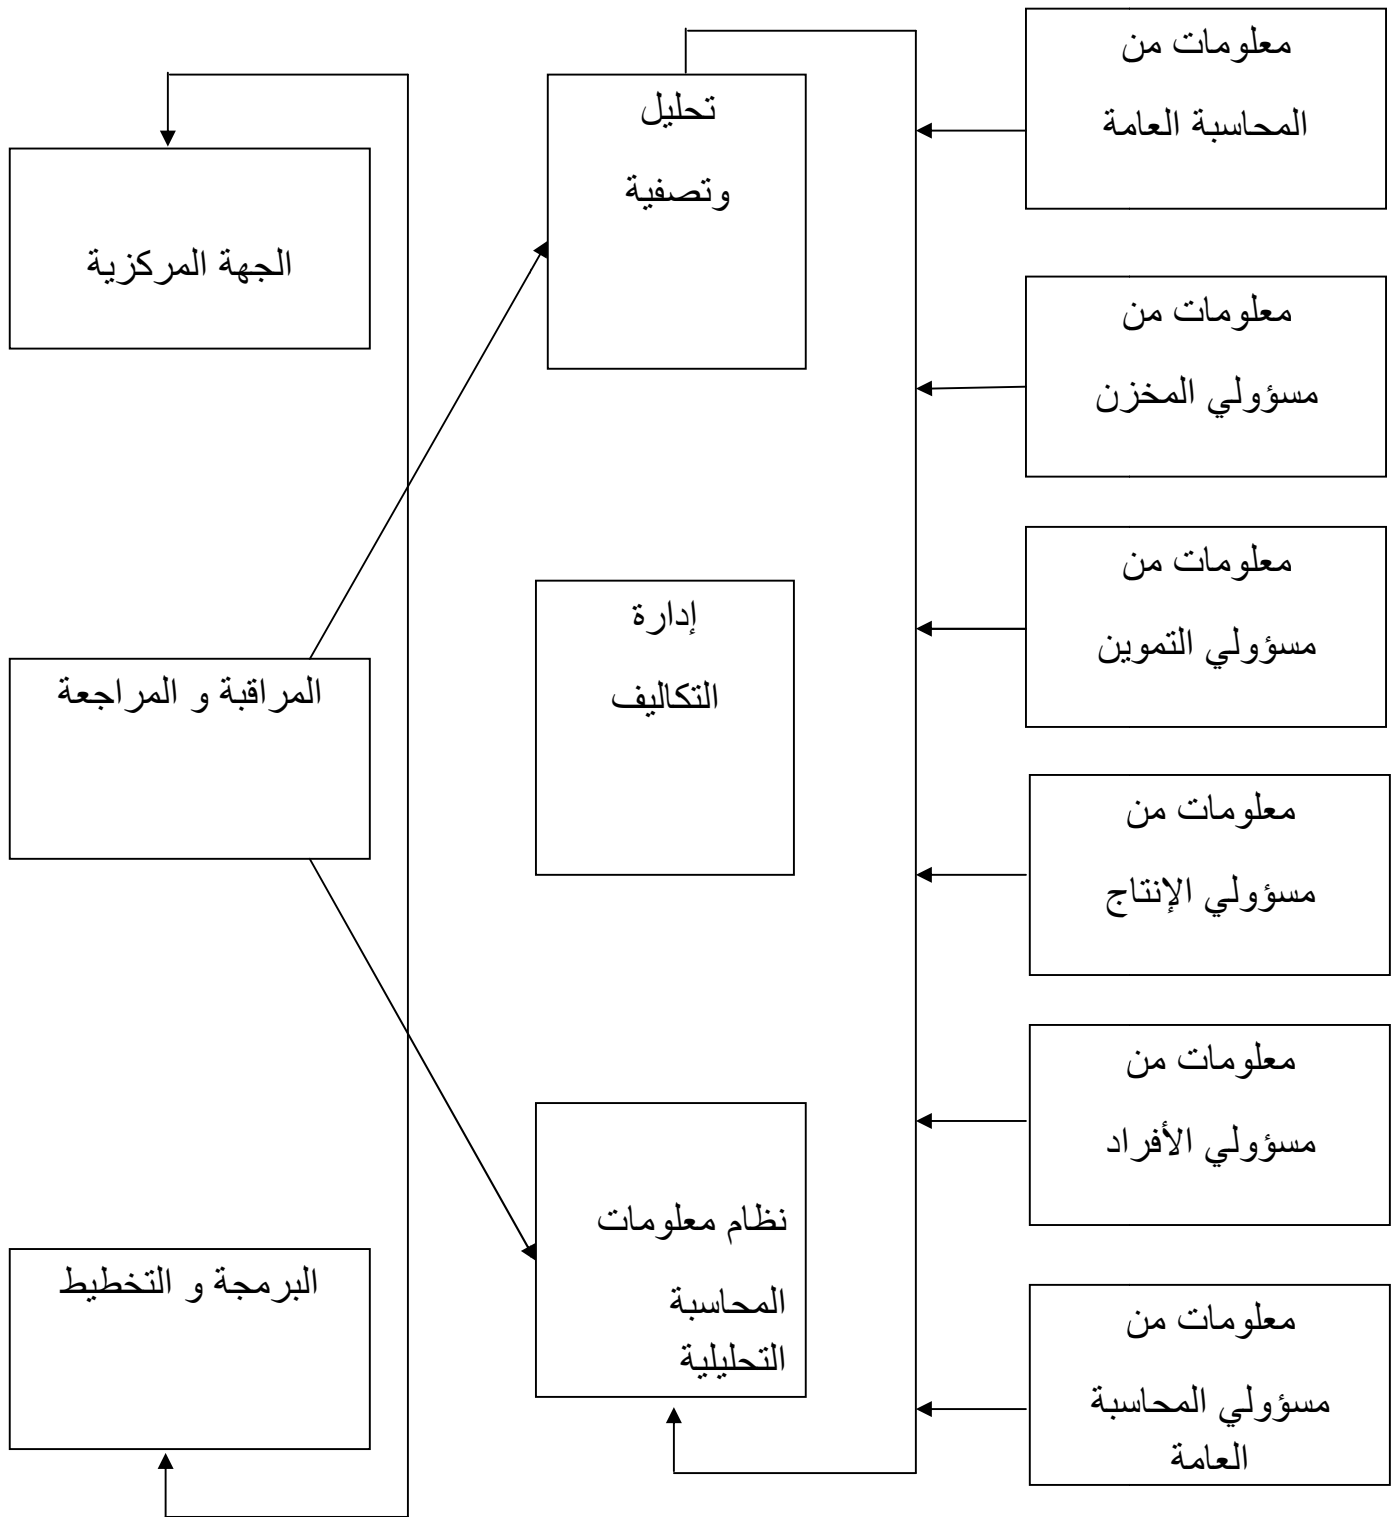 معلومات من
المحاسبة العامة
معلومات من
مسؤولي المخزن
معلومات من
مسؤولي التموين
معلومات من
مسؤولي الإنتاج
معلومات من
مسؤولي الأفراد
معلومات من
مسؤولي المحاسبة
العامة
تحليل
وتصفية
إدارة
التكاليف
نظام معلومات
المحاسبة
التحليلية
الجهة المركزية
المراقبة و المراجعة
البرمجة و التخطيط